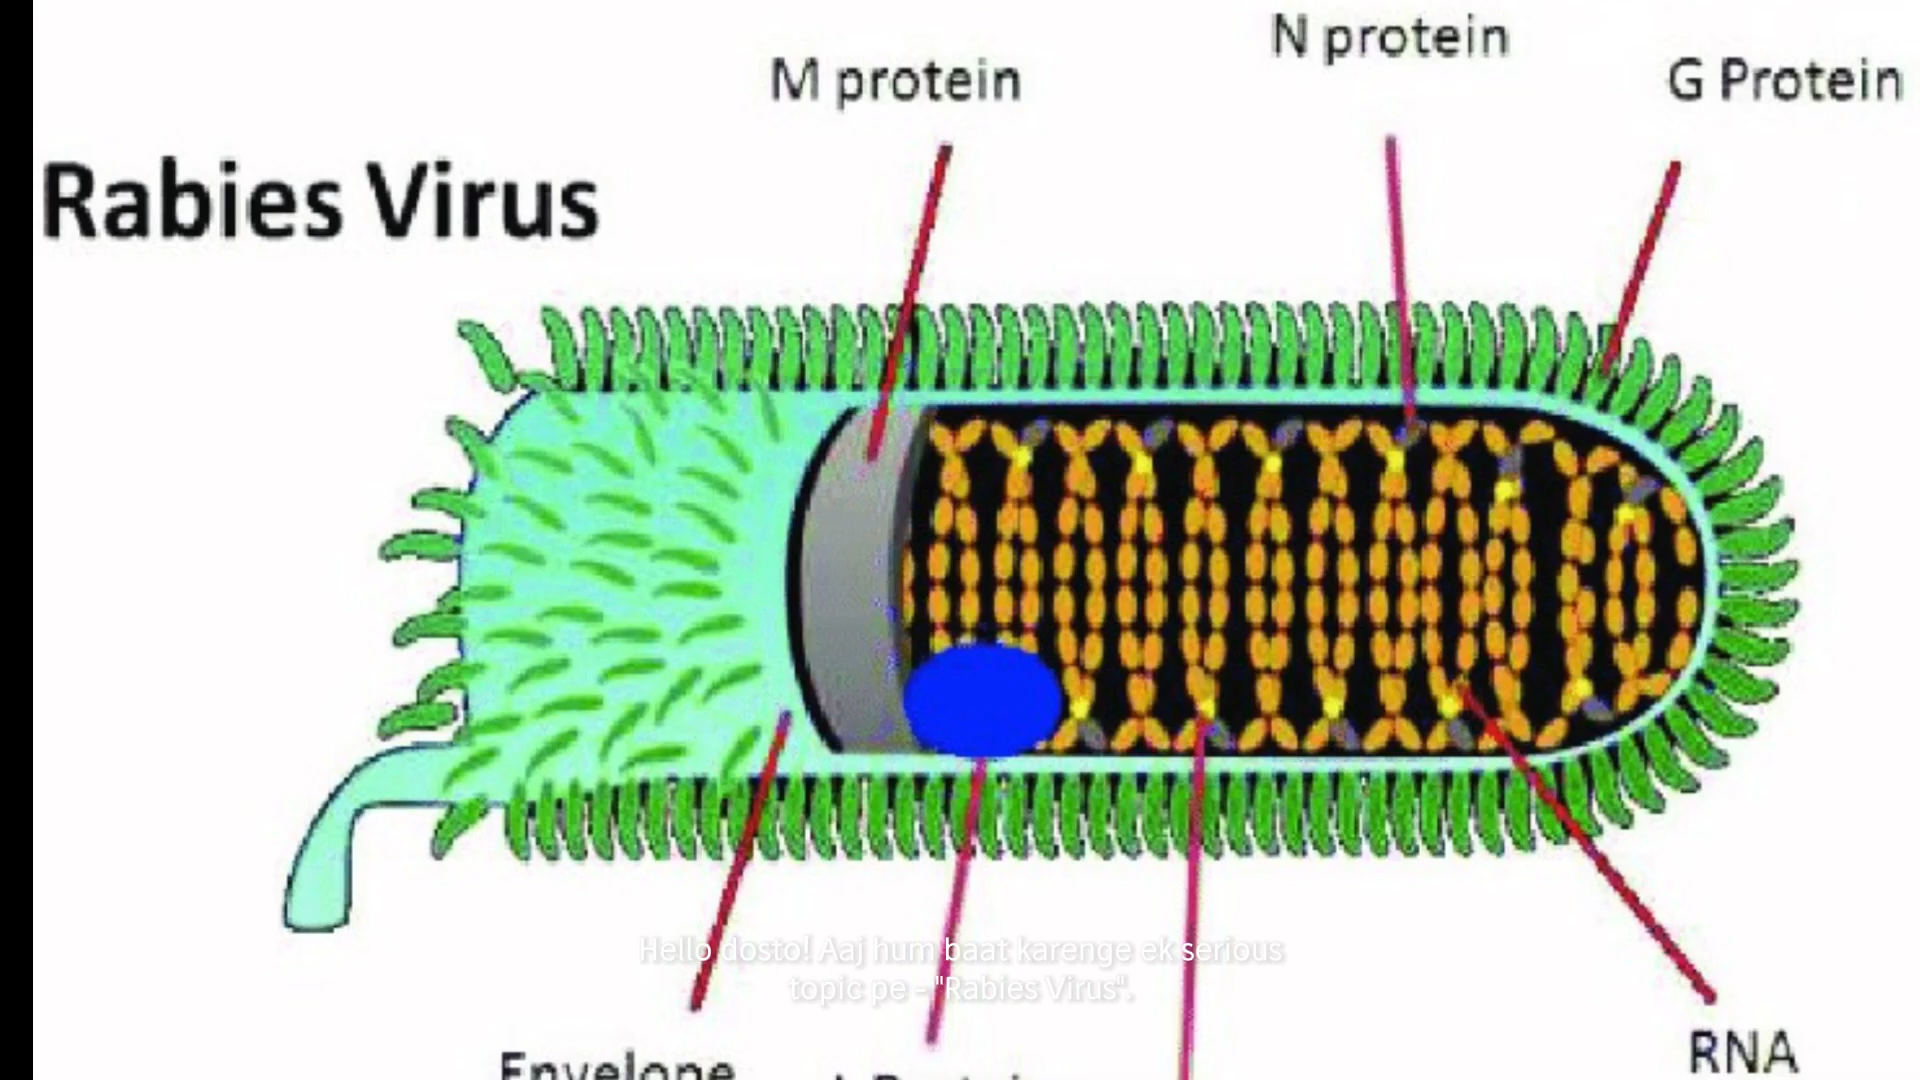 N protein
M protein
G Protein
Rabies Virus
Hello dosto! Aaj hum baat karenge ek serious
topic pe - "Rabies Virus".
RNA
Envelope
L Protein